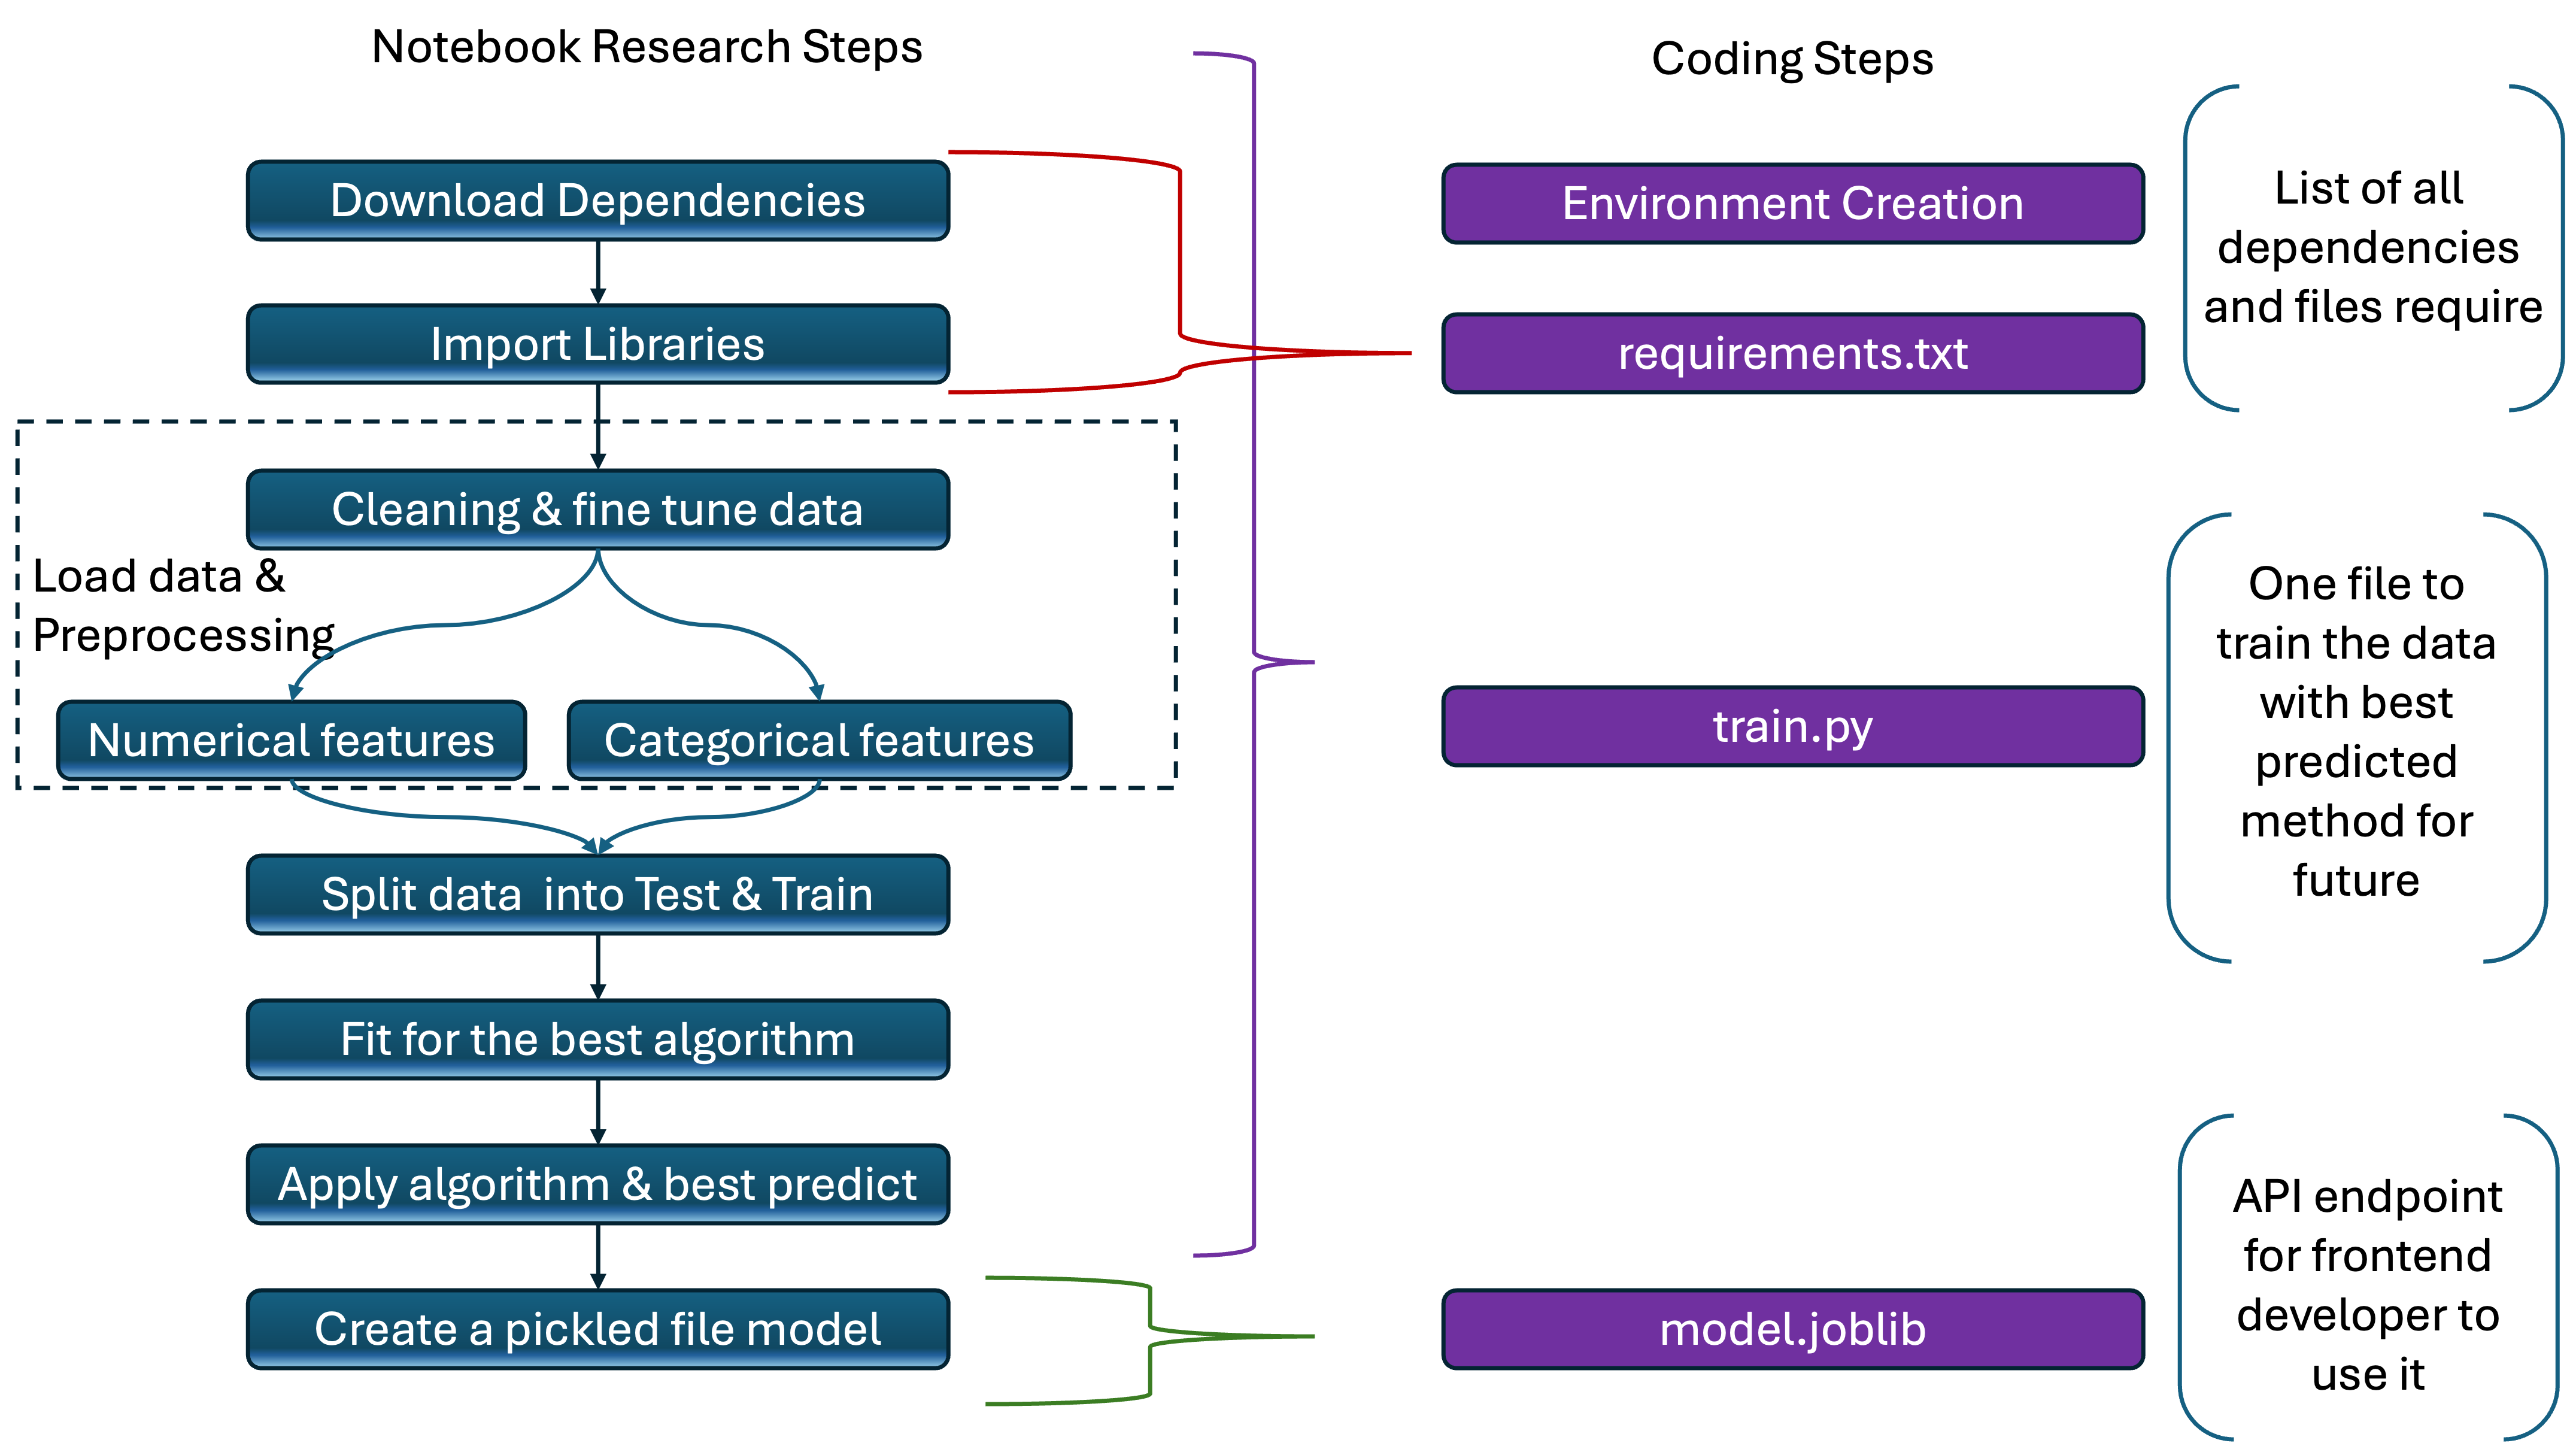 Notebook Research Steps
Download Dependencies
Import Libraries
Cleaning & fine tune data
Load data &
Preprocessing
Numerical features
Categorical features
Split data  into Test & Train
Fit for the best algorithm
Apply algorithm & best predict
Create a pickled file model
Coding Steps
Environment Creation
requirements.txt
train.py
model.joblib
List of all
dependencies
and files require
One file to
train the data
with best
predicted
method for
future
API endpoint
for frontend
developer to
use it